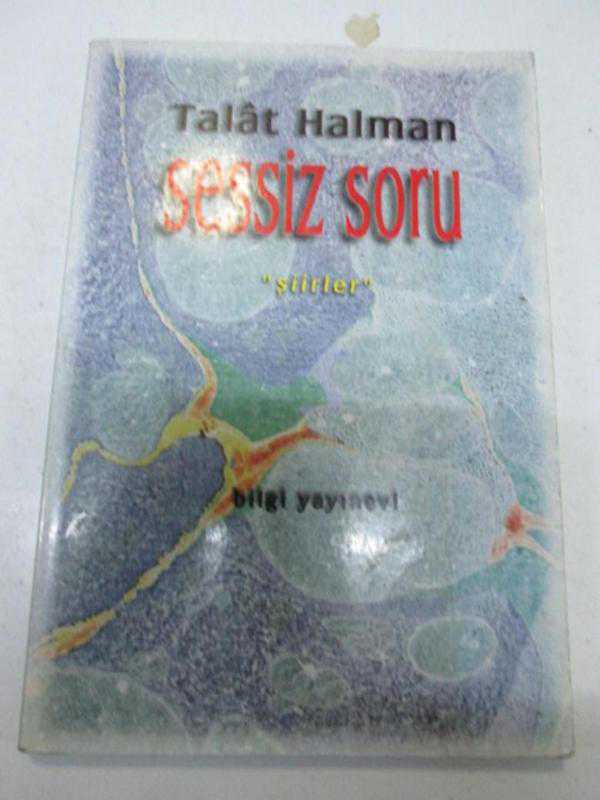 Talât Halman
sessiz soru
"şiirler"
bilgi yayınevi